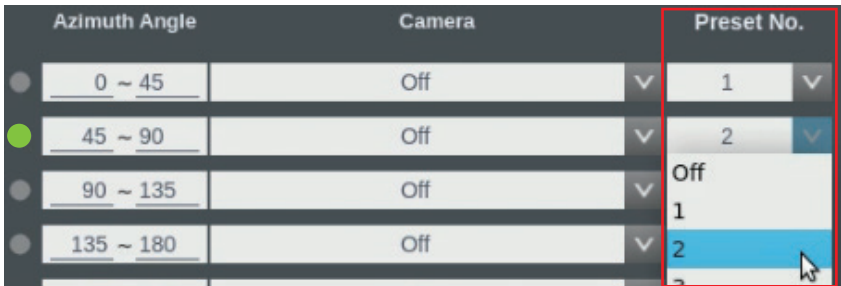 Azimuth Angle Camera Preset No.
0 ~ 45 Off 1
45 ~ 90 Off 2
Off
90 ~ 135 Off
1
135 ~ 180 Off
2